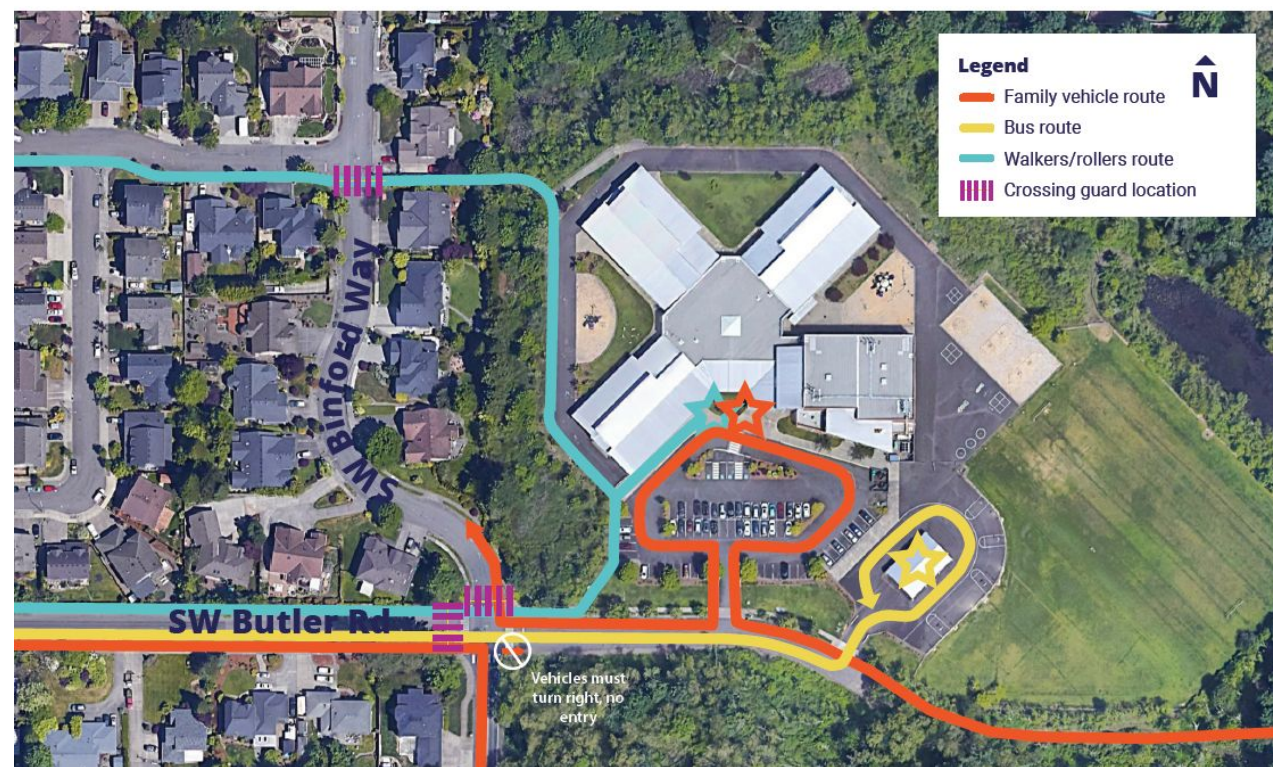 Legend
N
Family vehicle route
Bus route
Walkers/rollers route
Crossing guard location
SW Binford Way
SW Butler Rd
Vehicles must
turn right, no
entry